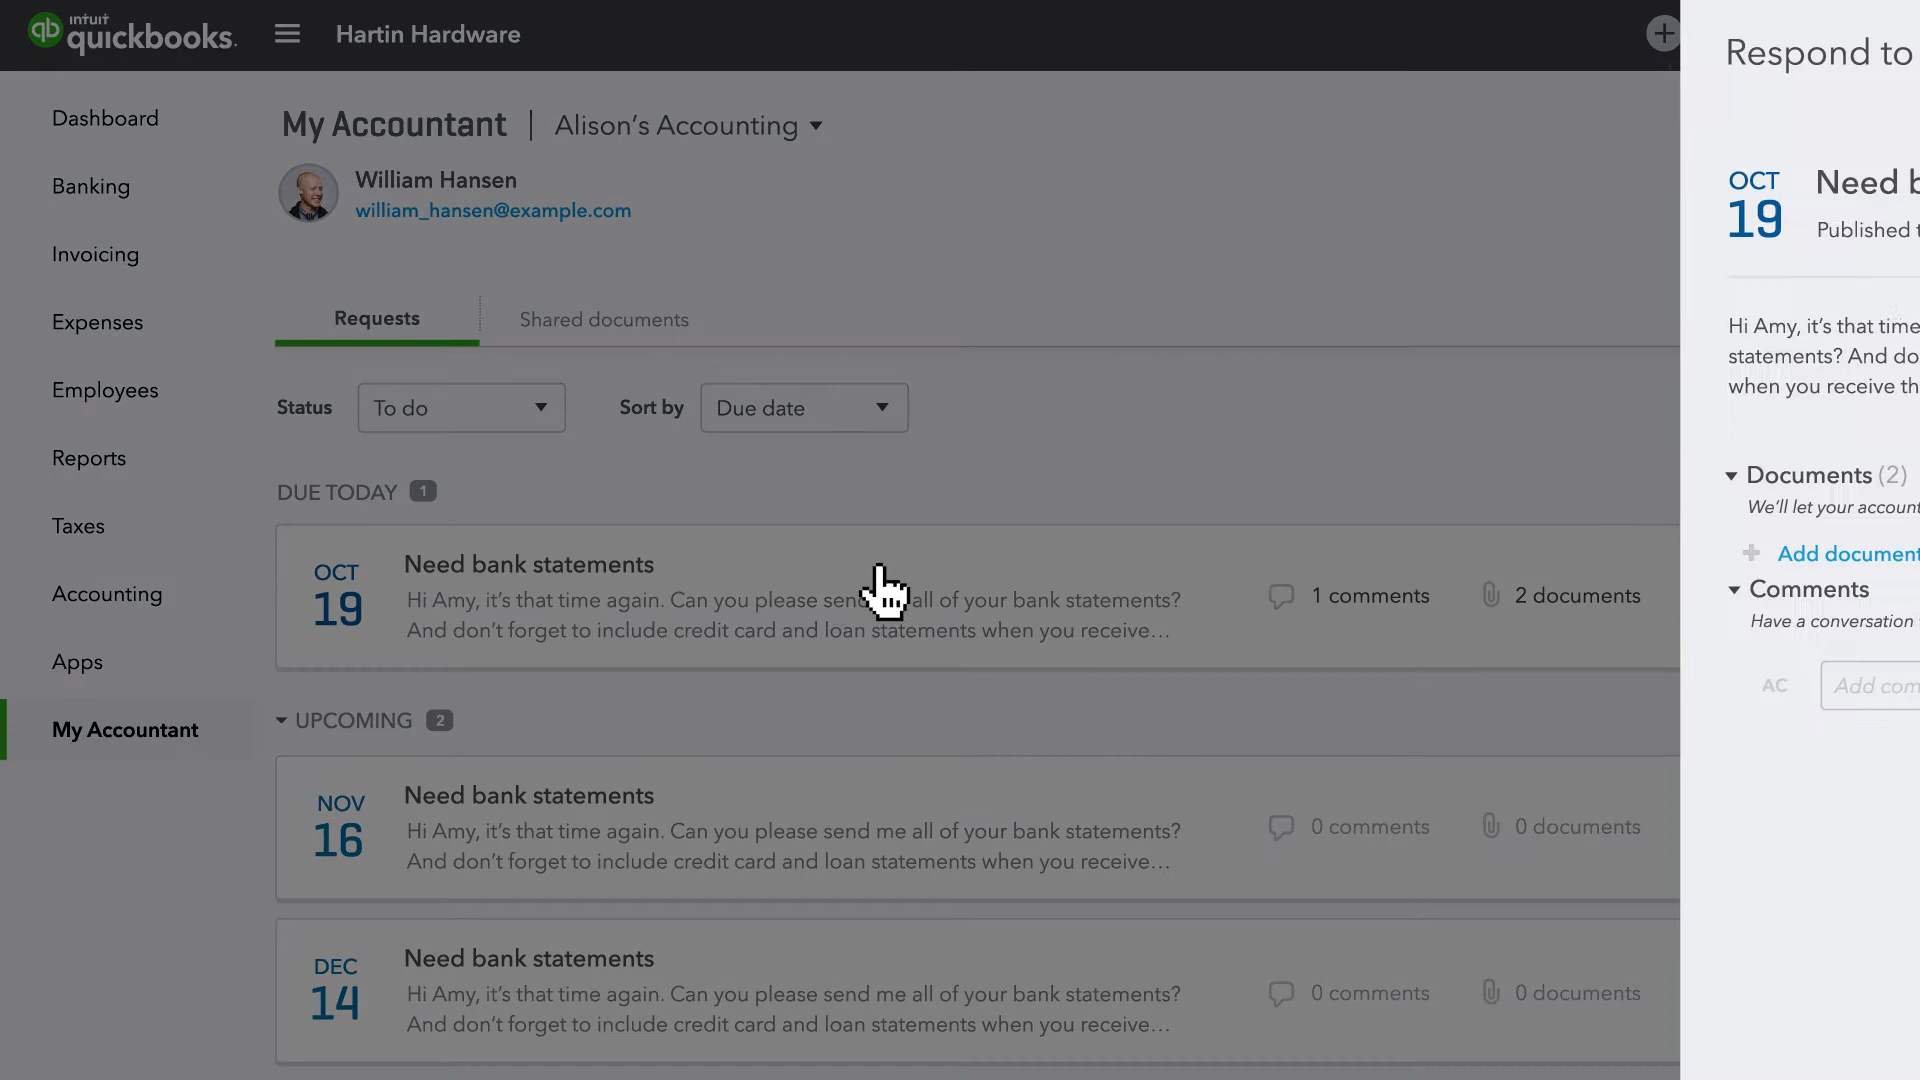 intuit
qb quickbooks.
Hartin Hardware
Dashboard
Banking
Invoicing
Expenses
Employees
Reports
Taxes
Accounting
Apps
My Accountant
My Accountant | Alison's Accounting
William Hansen
william_hansen@example.com
Requests
Shared documents
Status
To do
Sort by
Due date
DUE TODAY 1
OCT
19
Need bank statements
Hi Amy, it's that time again. Can you please send all of your bank statements?
And don't forget to include credit card and loan statements when you receive...
1 comments
2 documents
UPCOMING 2
NOV
16
Need bank statements
Hi Amy, it's that time again. Can you please send me all of your bank statements?
And don't forget to include credit card and loan statements when you receive...
0 comments
0 documents
DEC
14
Need bank statements
Hi Amy, it's that time again. Can you please send me all of your bank statements?
And don't forget to include credit card and loan statements when you receive...
0 comments
0 documents
Respond to
OCT
19
Need b
Published t
Hi Amy, it's that time
statements? And do
when you receive th
Documents (2)
We'll let your account
Add document
Comments
Have a conversation
AC
Add com